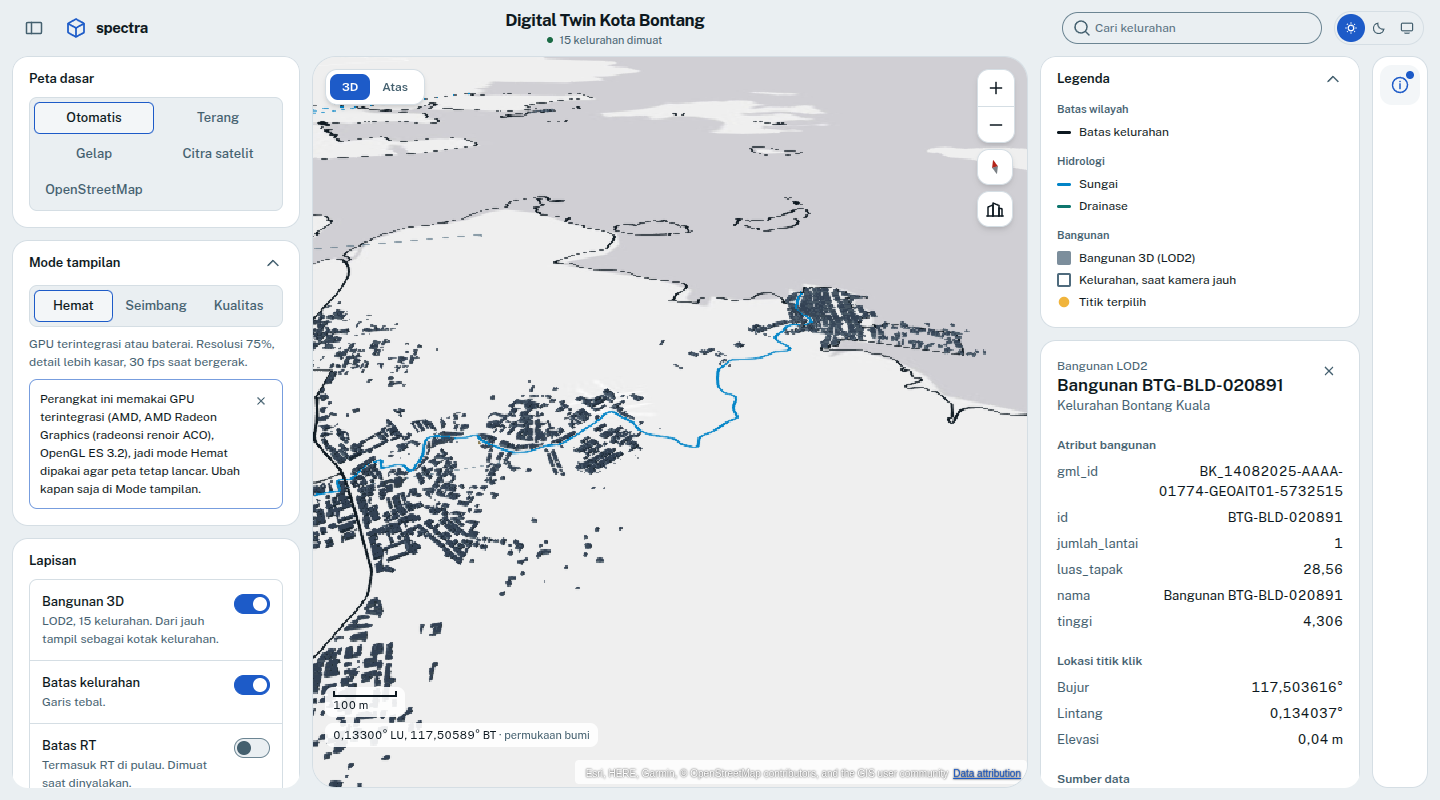 spectra
Digital Twin Kota Bontang
15 kelurahan dimuat
Cari kelurahan
Peta dasar
Otomatis
Terang
Gelap
Citra satelit
OpenStreetMap
Mode tampilan
Hemat
Seimbang
Kualitas
GPU terintegrasi atau baterai. Resolusi 75%,
detail lebih kasar, 30 fps saat bergerak.
Perangkat ini memakai GPU
terintegrasi (AMD, AMD Radeon
Graphics (radeonsi renoir ACO),
OpenGL ES 3.2), jadi mode Hemat
dipakai agar peta tetap lancar. Ubah
kapan saja di Mode tampilan.
Lapisan
Bangunan 3D
LOD2, 15 kelurahan. Dari jauh
tampil sebagai kotak kelurahan.
Batas kelurahan
Garis tebal.
Batas RT
Termasuk RT di pulau. Dimuat
saat dinyalakan.
3D
Atas
100 m
0,13300° LU, 117,50589° BT · permukaan bumi
Esri, HERE, Garmin, © OpenStreetMap contributors, and the GIS user community Data attribution
Legenda
Batas wilayah
Batas kelurahan
Hidrologi
Sungai
Drainase
Bangunan
Bangunan 3D (LOD2)
Kelurahan, saat kamera jauh
Titik terpilih
Bangunan LOD2
Bangunan BTG-BLD-020891
Kelurahan Bontang Kuala
Atribut bangunan
gml_id BK_14082025-AAAA-
01774-GEOAIT01-5732515
id BTG-BLD-020891
jumlah_lantai 1
luas_tapak 28,56
nama Bangunan BTG-BLD-020891
tinggi 4,306
Lokasi titik klik
Bujur 117,503616°
Lintang 0,134037°
Elevasi 0,04 m
Sumber data